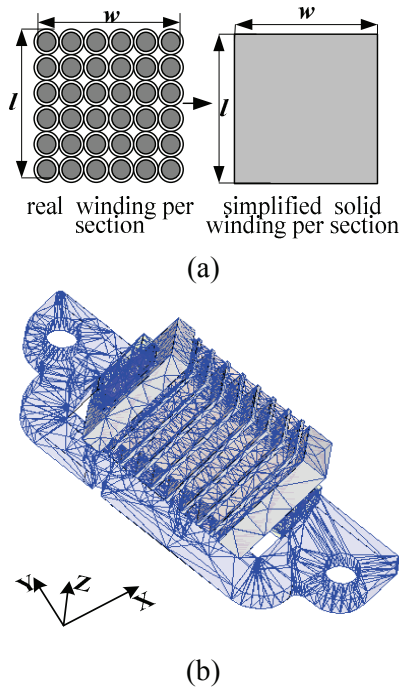 w w
l l
real winding per simplified solid
section winding per section
(a)
Y Z X
(b)